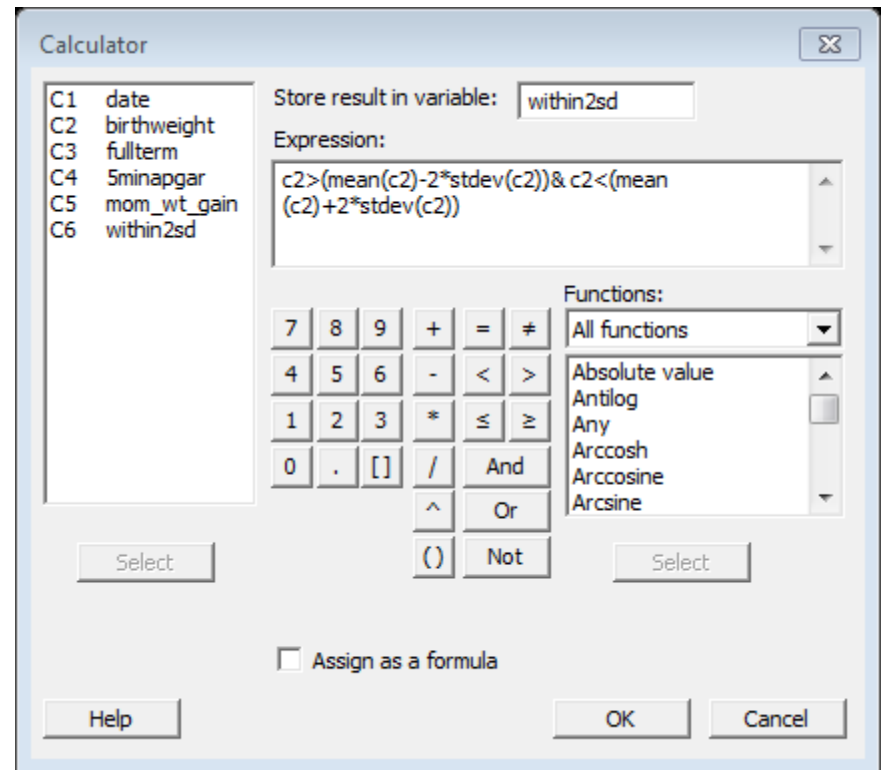 Calculator
C1 date
C2 birthweight
C3 fullterm
C4 5minapgar
C5 mom_wt_gain
C6 within2sd
Select
Store result in variable: within2sd
Expression:
c2>(mean(c2)-2*stdev(c2))& c2<(mean
(c2)+2*stdev(c2))
7 8 9 + = ≠
4 5 6 - < >
1 2 3 * ≤ ≥
0 . [] / And
^ Or
() Not
Functions:
All functions
Absolute value
Antilog
Any
Arccosh
Arccosine
Arcsine
Select
Assign as a formula
Help
OK
Cancel